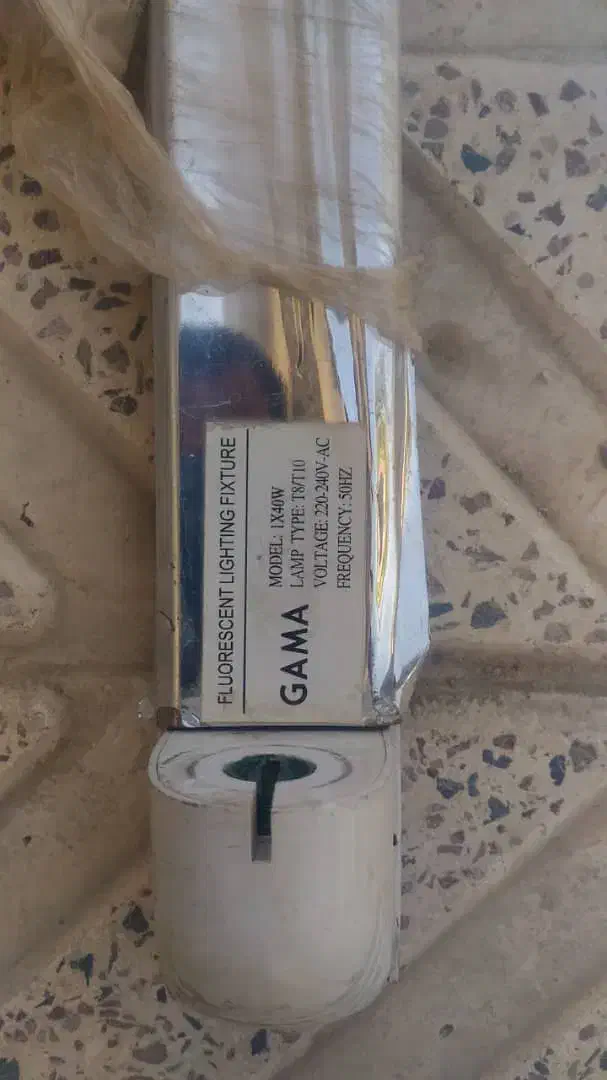 FLUORESCENT LIGHTING FIXTURE
GAMA
MODEL: 1X40W
LAMP TYPE: T8/T10
VOLTAGE: 220-240V-AC
FREQUENCY: 50HZ